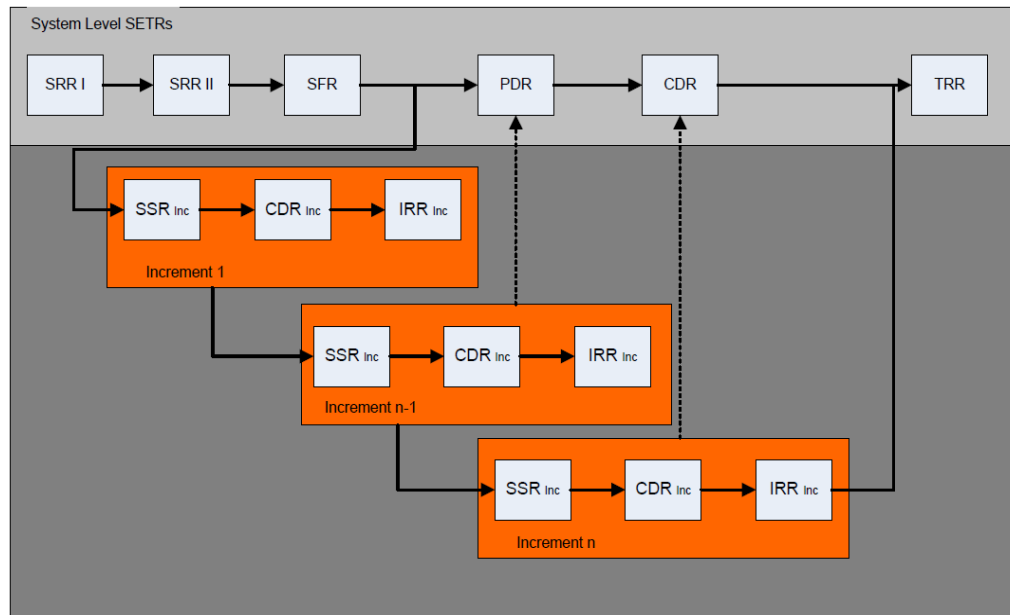 System Level SETRs
SRR I
SRR II
SFR
PDR
CDR
TRR
SSR Inc
CDR Inc
IRR Inc
Increment 1
SSR Inc
CDR Inc
IRR Inc
Increment n-1
SSR Inc
CDR Inc
IRR Inc
Increment n